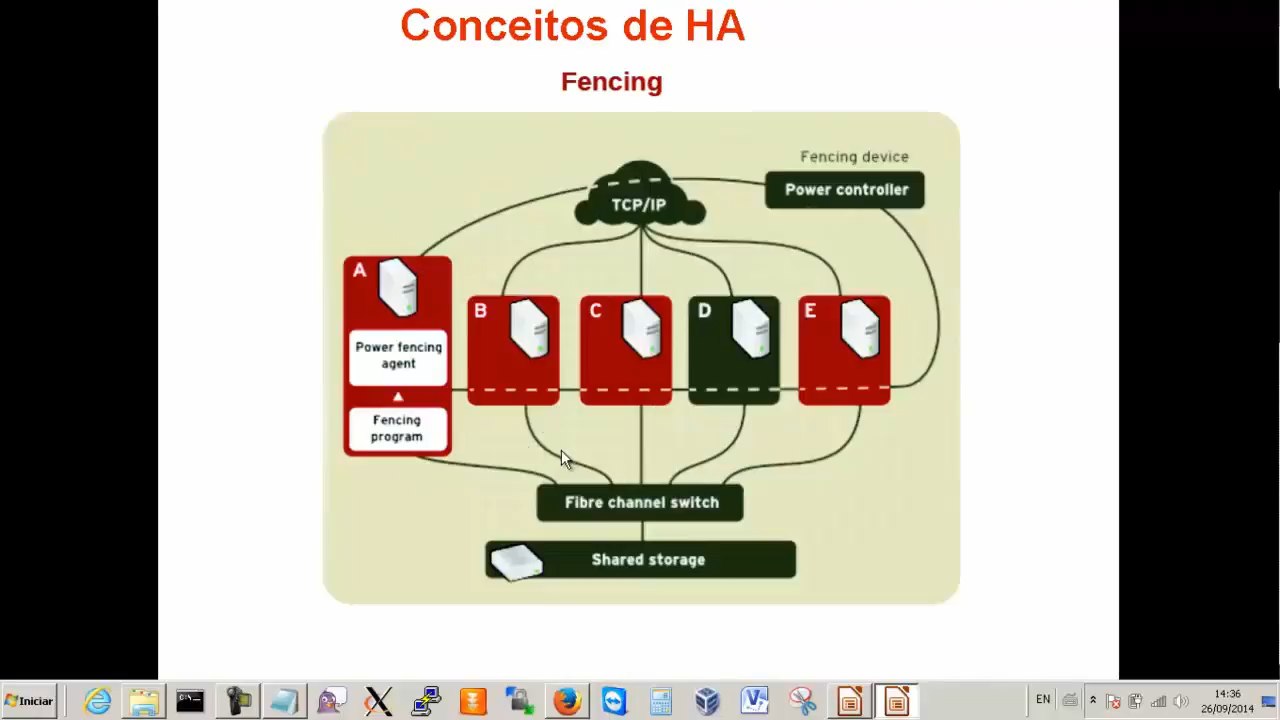 Conceitos de HA
Fencing
Fencing device
Power controller
TCP/IP
A
B
C
D
E
Power fencing
agent
Fencing
program
Fibre channel switch
Shared storage
Iniciar
EN
14:36
26/09/2014